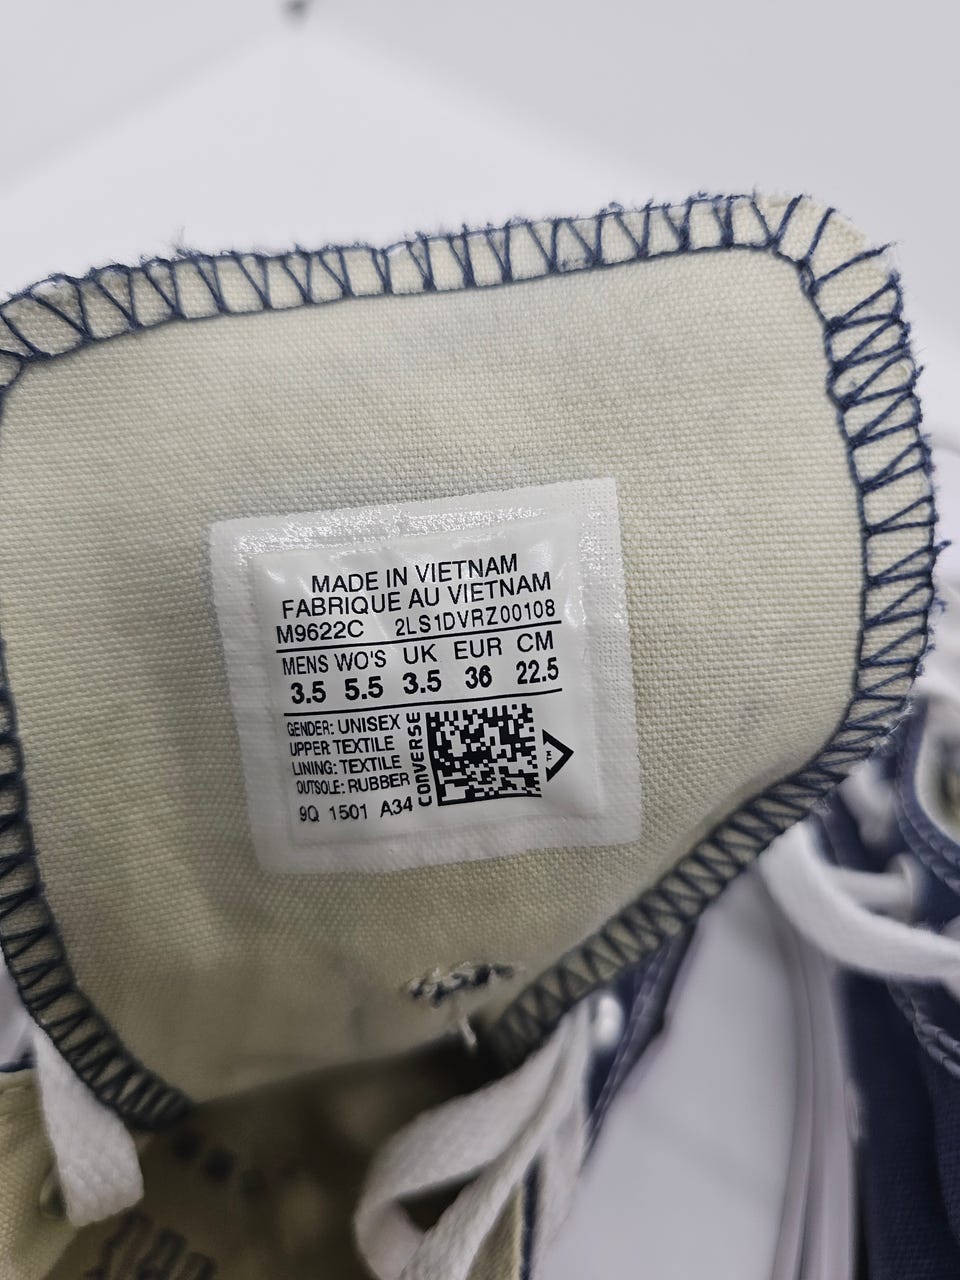 MADE IN VIETNAM
FABRIQUE AU VIETNAM
M9622C 2LS1DVRZ00108
MENS WO'S UK EUR CM
3.5 5.5 3.5 36 22.5
GENDER: UNISEX
UPPER TEXTILE
LINING: TEXTILE
OUTSOLE: RUBBER
9Q 1501 A34
CONVERSE
TM